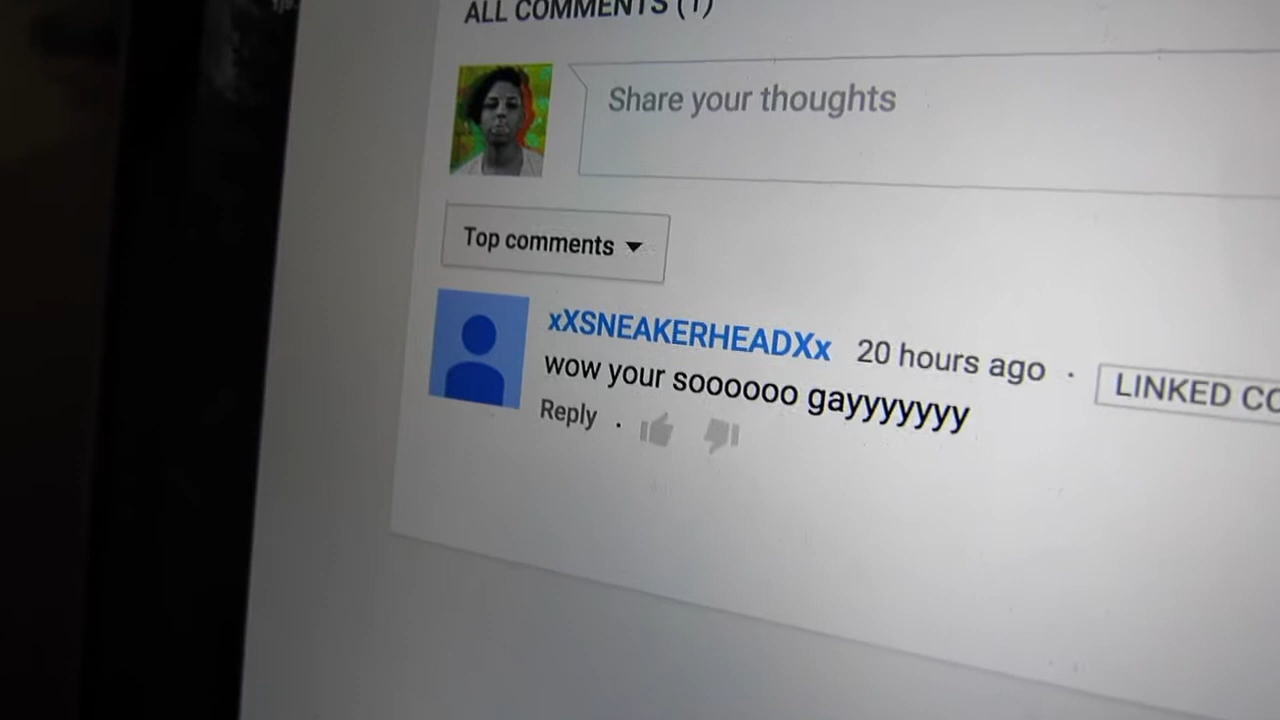 ALL COMMENTS (1)
Share your thoughts
Top comments
xXSNEAKERHEADXx 20 hours ago · LINKED CO
wow your soooooo gayyyyyyy
Reply ·